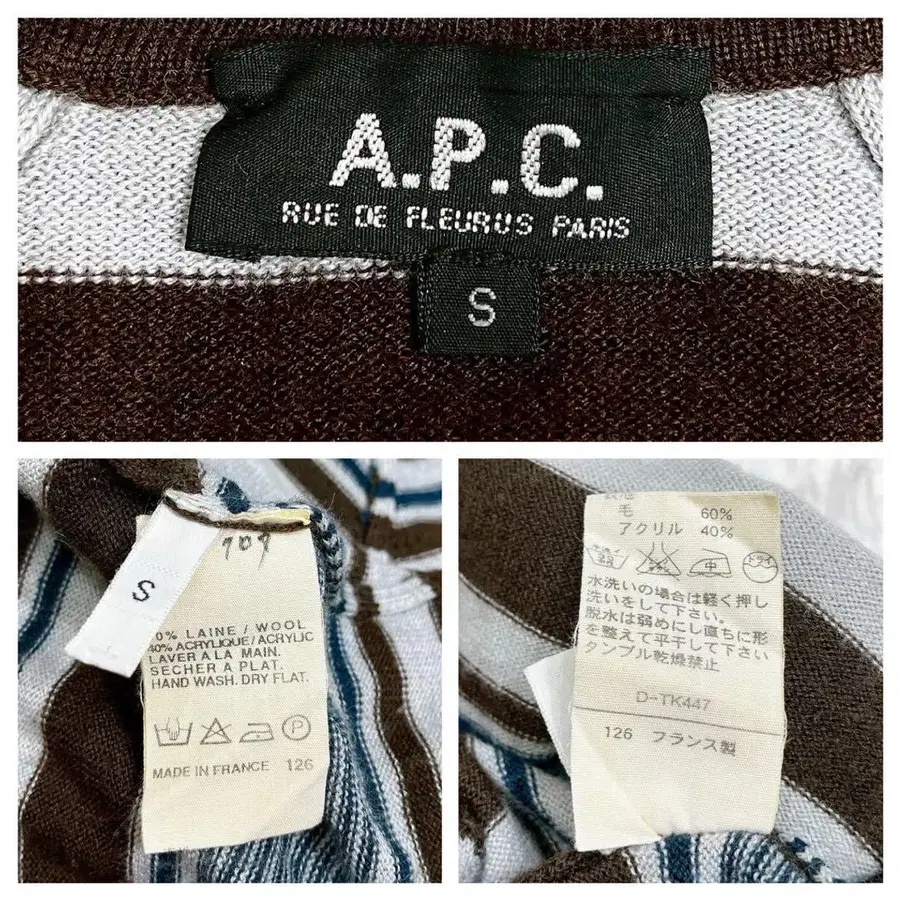 A.P.C.
RUE DE FLEURUS PARIS
S
S
0% LAINE / WOOL
40% ACRYLIQUE/ACRYLIC
LAVER A LA MAIN.
SECHER A PLAT.
HAND WASH. DRY FLAT.
P
MADE IN FRANCE 126
毛 60%
アクリル 40%
中 ドライ
水洗いの場合は軽く押し
洗いをして下さい。
脱水は弱めにし直ちに形
を整えて平干して下さい
タンブル乾燥禁止
D-TK447
126 フランス製